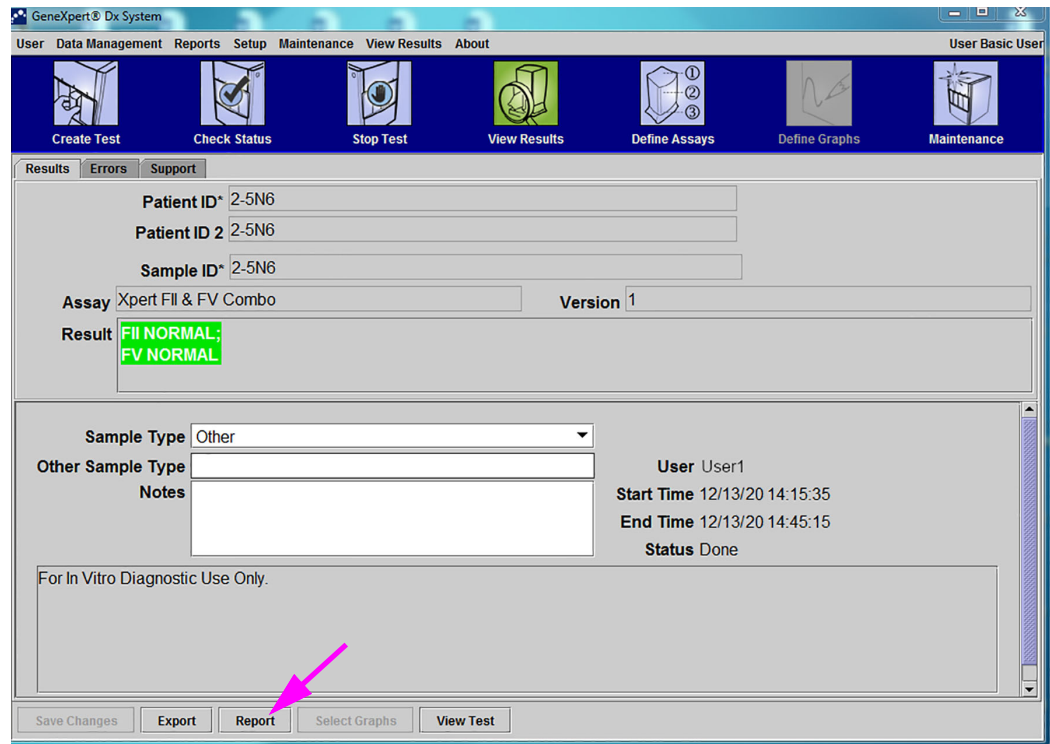 GeneXpert® Dx System
User Data Management Reports Setup Maintenance View Results About User Basic User
① ② ③
Create Test Check Status Stop Test View Results Define Assays Define Graphs Maintenance
Results Errors Support
Patient ID* 2-5N6
Patient ID 2 2-5N6
Sample ID* 2-5N6
Assay Xpert FII & FV Combo Version 1
Result FII NORMAL;
FV NORMAL
Sample Type Other
Other Sample Type User User1
Notes Start Time 12/13/20 14:15:35
End Time 12/13/20 14:45:15
Status Done
For In Vitro Diagnostic Use Only.
Save Changes Export Report Select Graphs View Test